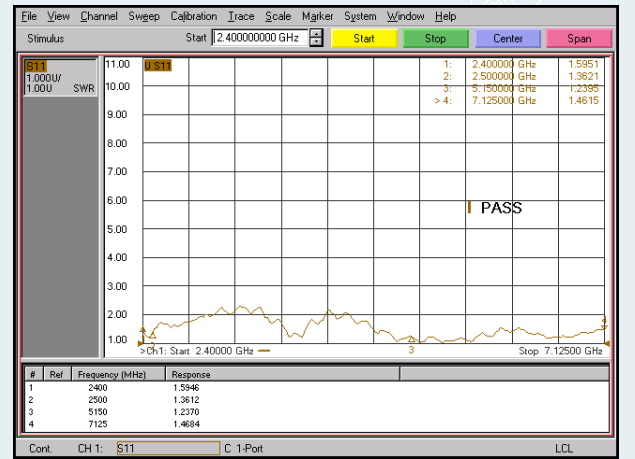 File View Channel Sweep Calibration Trace Scale Marker System Window Help
Stimulus Start 2.400000000 GHz Start Stop Center Span
S11
1.000U/
1.00U SWR
11.00 U S11
10.00
9.00
8.00
7.00
6.00
5.00
4.00
3.00
2.00
1.00
1: 2.400000 GHz 1.5951
2: 2.500000 GHz 1.3621
3: 5.150000 GHz 1.2395
> 4: 7.125000 GHz 1.4615
PASS
3
>Ch1: Start 2.40000 GHz Stop 7.12500 GHz
# Ref Frequency (MHz) Response
1 2400 1.5946
2 2500 1.3612
3 5150 1.2370
4 7125 1.4684
Cont. CH 1: S11 C 1-Port LCL